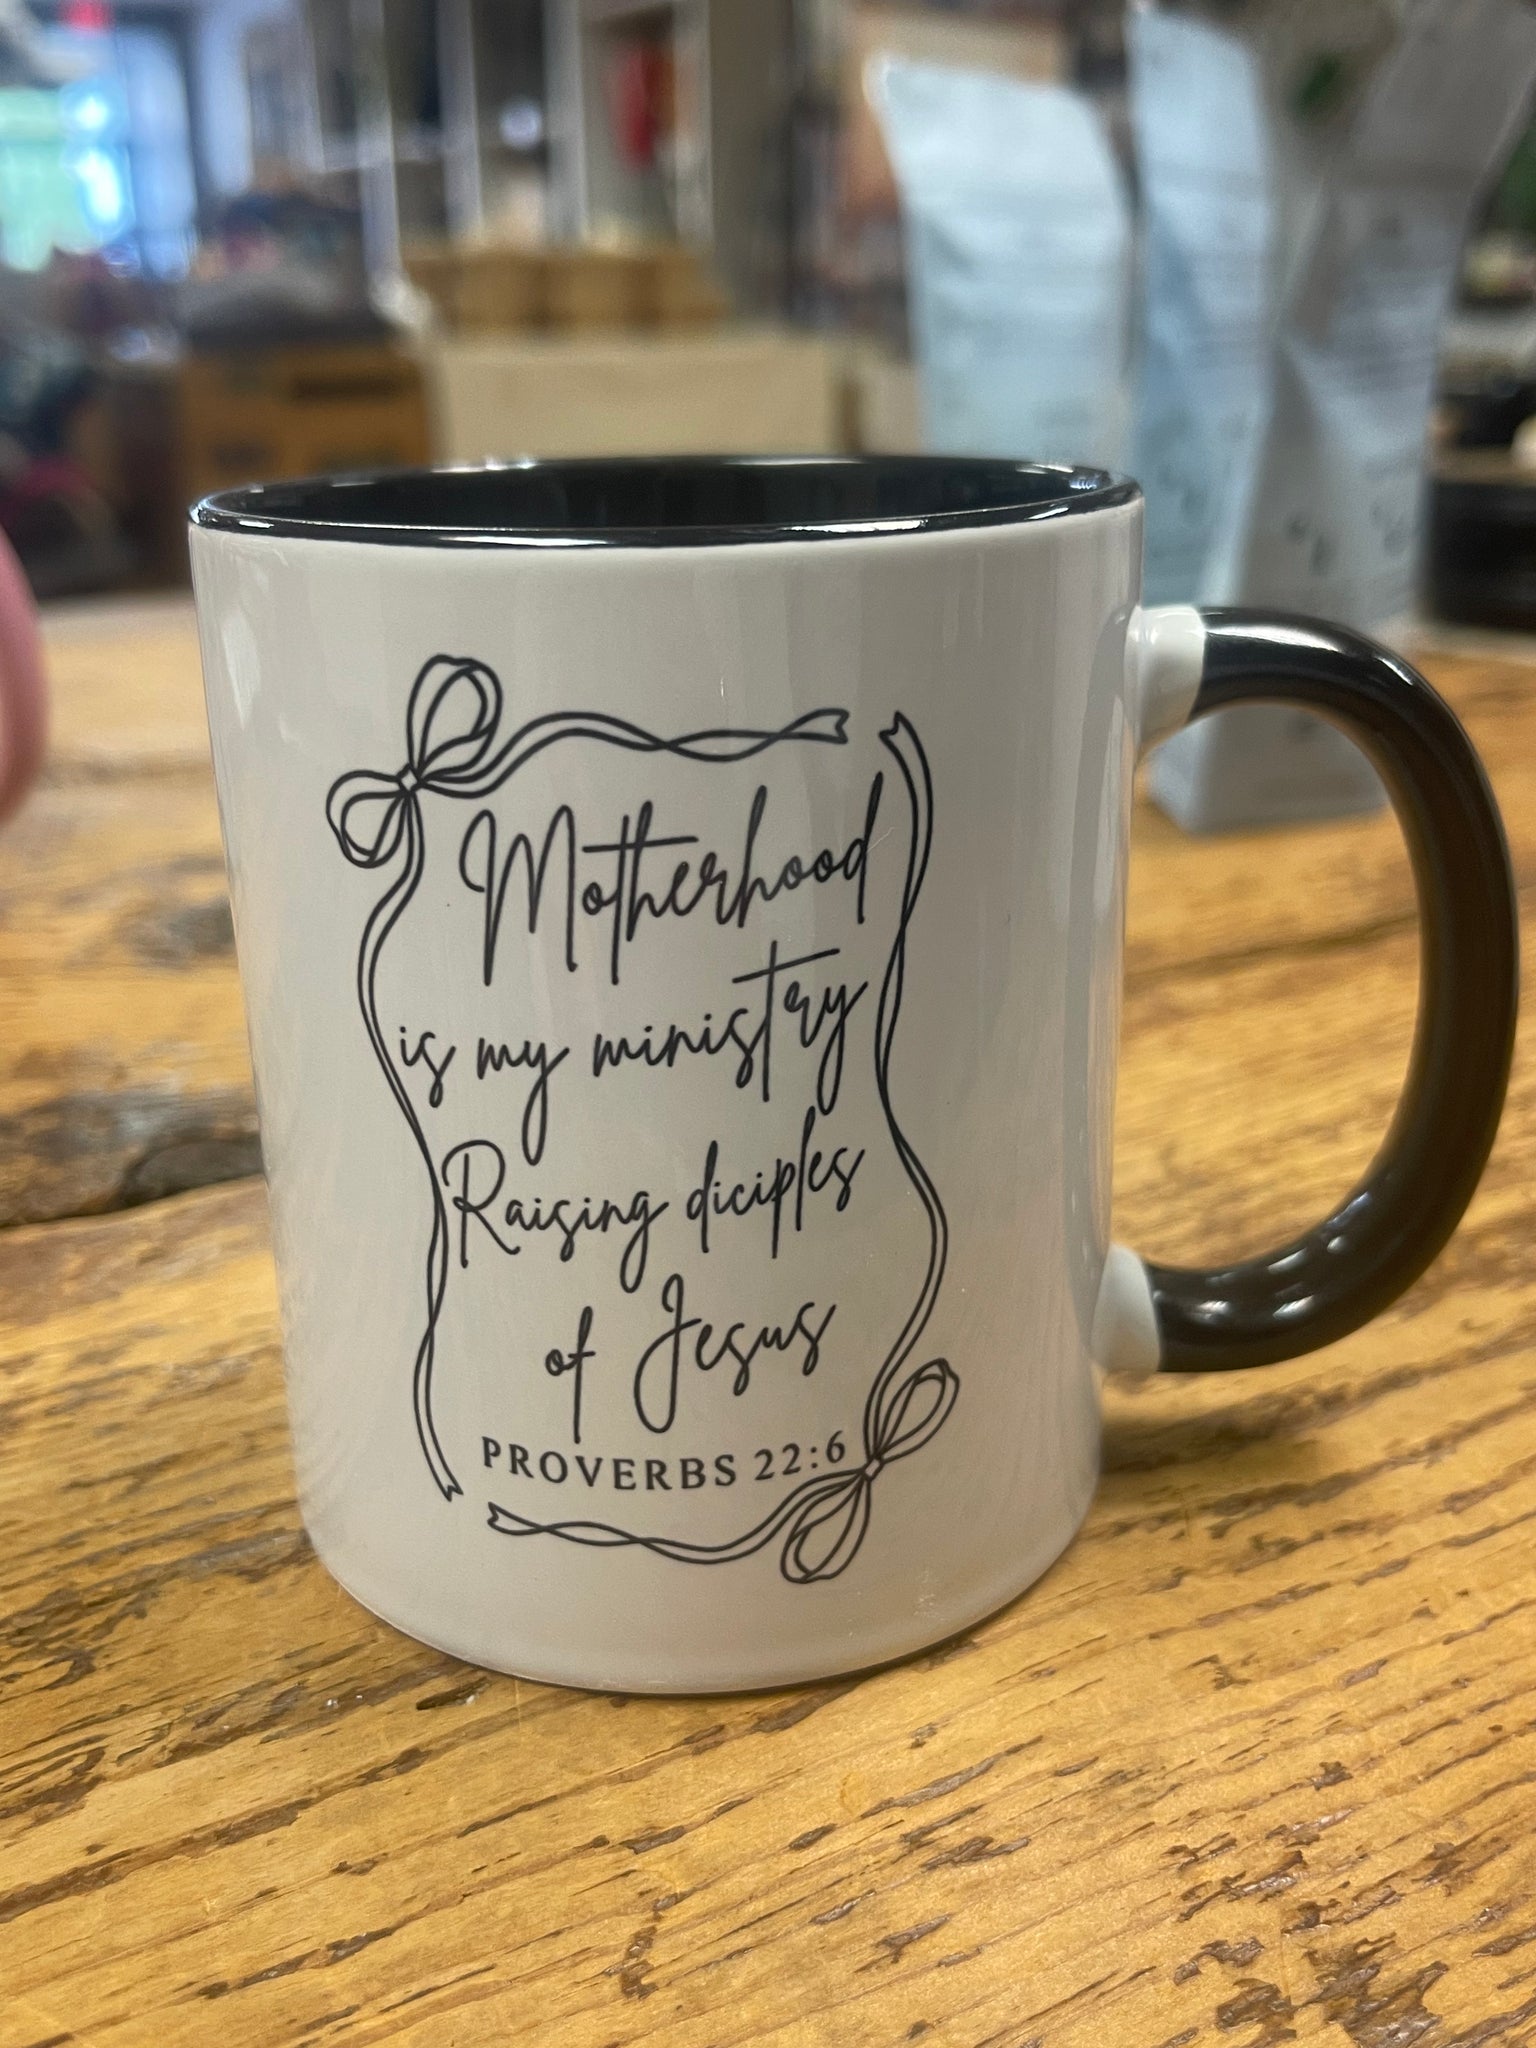 Motherhood
is my ministry
Raising diciples
of Jesus
PROVERBS 22:6